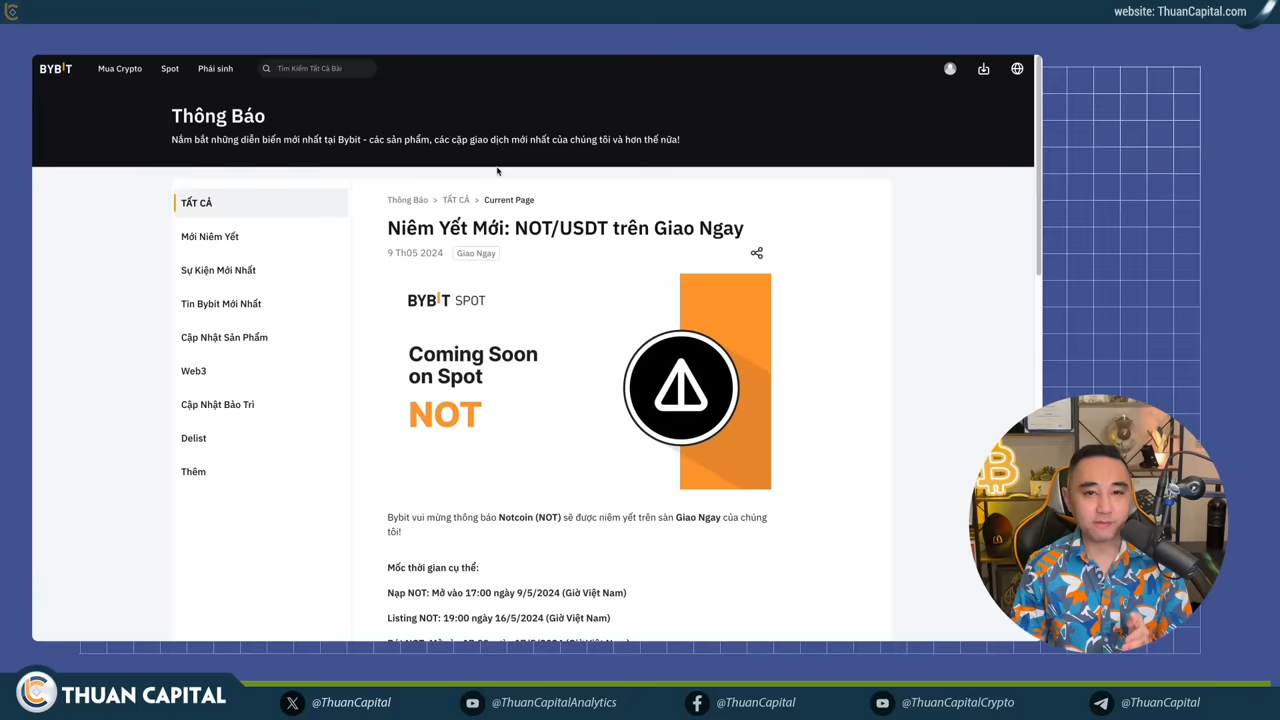 website: ThuanCapital.com
BYBIT
Mua Crypto
Spot
Phái sinh
Tìm Kiếm Tất Cả Bài
Thông Báo
Nắm bắt những diễn biến mới nhất tại Bybit - các sản phẩm, các cặp giao dịch mới nhất của chúng tôi và hơn thế nữa!
TẤT CẢ
Mới Niêm Yết
Sự Kiện Mới Nhất
Tin Bybit Mới Nhất
Cập Nhật Sản Phẩm
Web3
Cập Nhật Bảo Trì
Delist
Thêm
Thông Báo > TẤT CẢ > Current Page
Niêm Yết Mới: NOT/USDT trên Giao Ngay
9 Th05 2024
Giao Ngay
BYBIT SPOT
Coming Soon
on Spot
NOT
Bybit vui mừng thông báo Notcoin (NOT) sẽ được niêm yết trên sàn Giao Ngay của chúng
tôi!
Mốc thời gian cụ thể:
Nạp NOT: Mở vào 17:00 ngày 9/5/2024 (Giờ Việt Nam)
Listing NOT: 19:00 ngày 16/5/2024 (Giờ Việt Nam)
THUAN CAPITAL
@ThuanCapital
@ThuanCapitalAnalytics
@ThuanCapital
@ThuanCapitalCrypto
@ThuanCapital